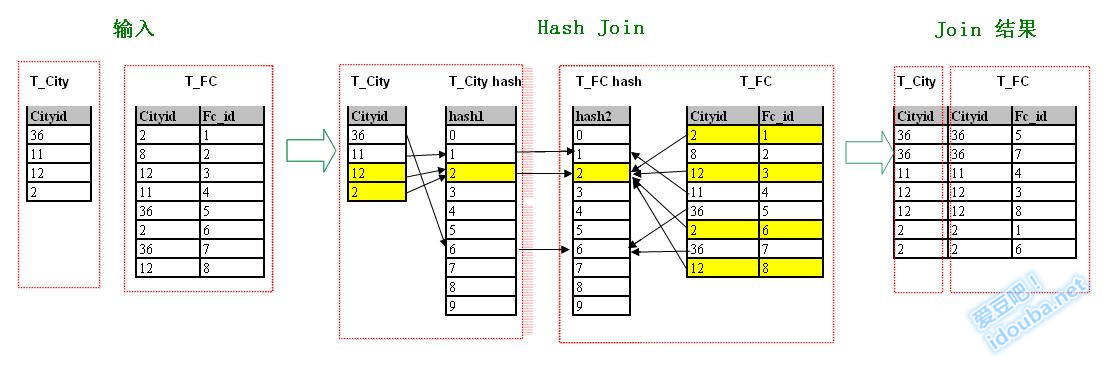 输入
Hash Join
Join 结果
T_City
T_FC
Cityid
36
11
12
2
Cityid Fc_id
2 1
8 2
12 3
11 4
36 5
2 6
36 7
12 8
T_City
T_City hash
Cityid
36
11
12
2
hash1
0
1
2
3
4
5
6
7
8
9
T_FC hash
T_FC
hash2
0
1
2
3
4
5
6
7
8
9
Cityid Fc_id
2 1
8 2
12 3
11 4
36 5
2 6
36 7
12 8
T_City
T_FC
Cityid Cityid Fc_id
36 36 5
36 36 7
11 11 4
12 12 3
12 12 8
2 2 1
2 2 6
爱豆吧！
idouba.net